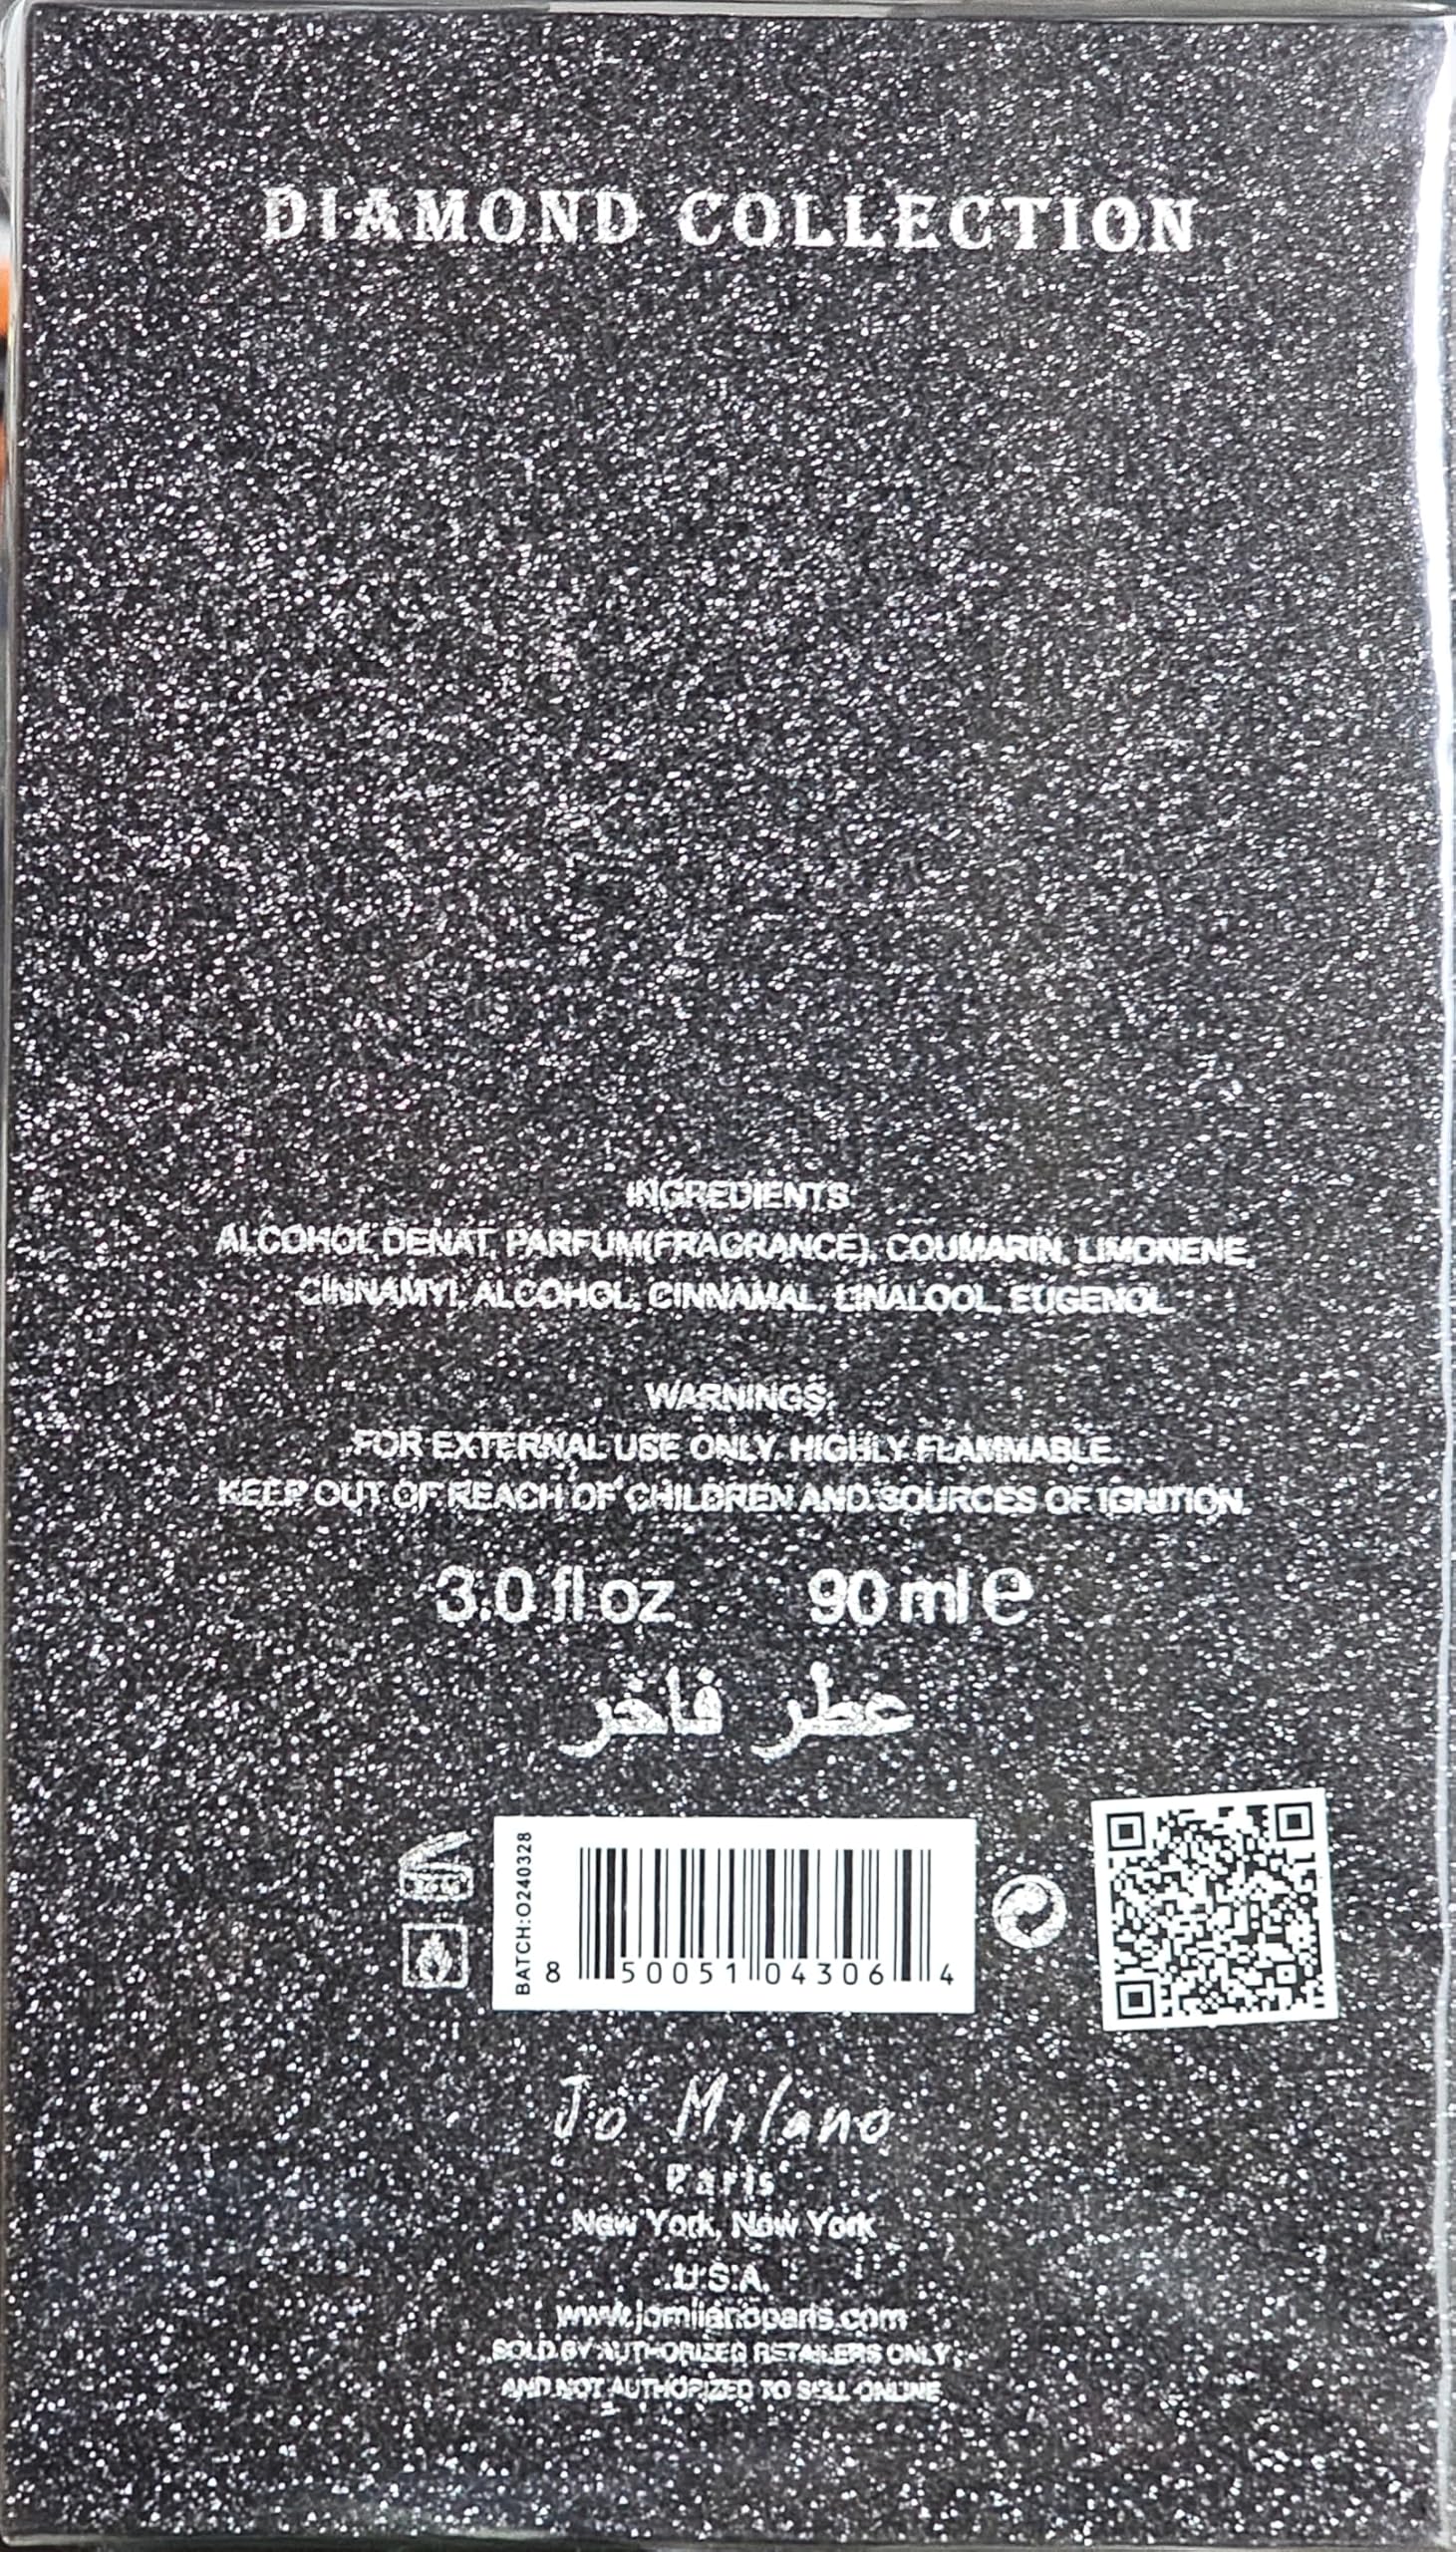 DIAMOND COLLECTION
INGREDIENTS:
ALCOHOL DENAT, PARFUM(FRAGRANCE), COUMARIN, LIMONENE,
CINNAMYL ALCOHOL, CINNAMAL, LINALOOL, EUGENOL.
WARNINGS:
FOR EXTERNAL USE ONLY. HIGHLY FLAMMABLE.
KEEP OUT OF REACH OF CHILDREN AND SOURCES OF IGNITION.
3.0 fl oz 90 ml e
عطر فاخر
BATCH:0240328
8 50051 04306 4
Jo Milano
Paris
New York, New York
U.S.A.
www.jomilanoparis.com
SOLD BY AUTHORIZED RETAILERS ONLY
AND NOT AUTHORIZED TO SELL ONLINE